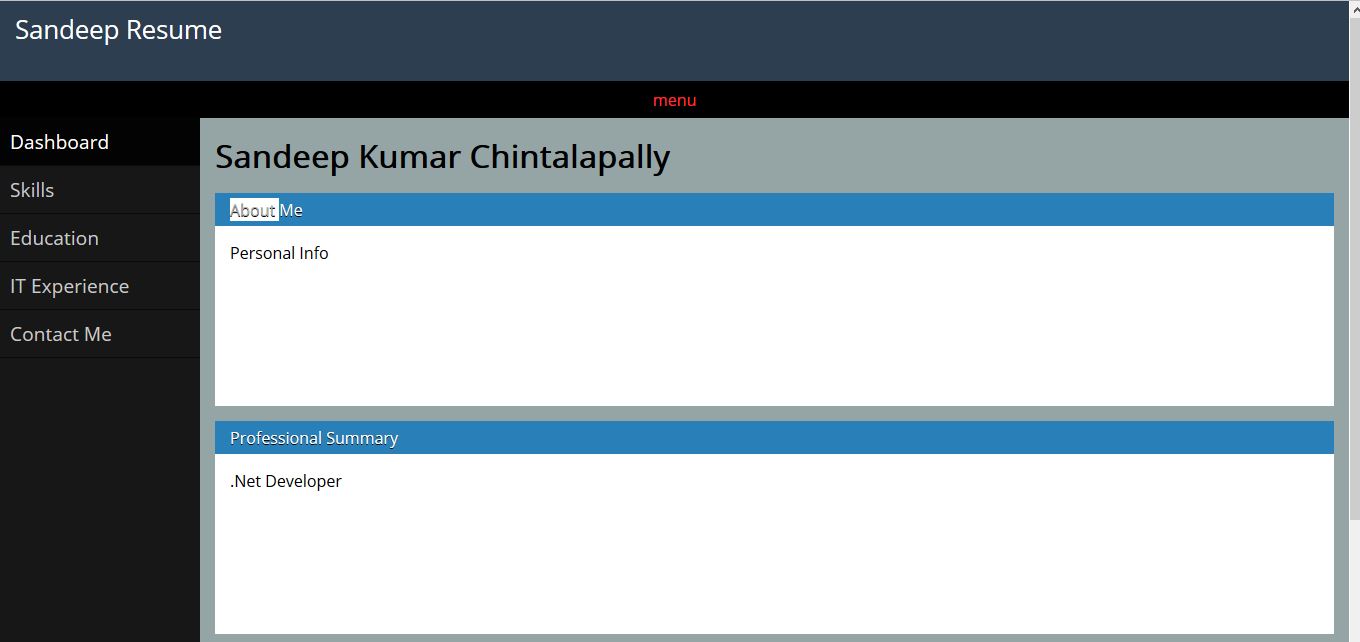 Sandeep Resume
menu
Dashboard
Skills
Education
IT Experience
Contact Me
Sandeep Kumar Chintalapally
About Me
Personal Info
Professional Summary
.Net Developer